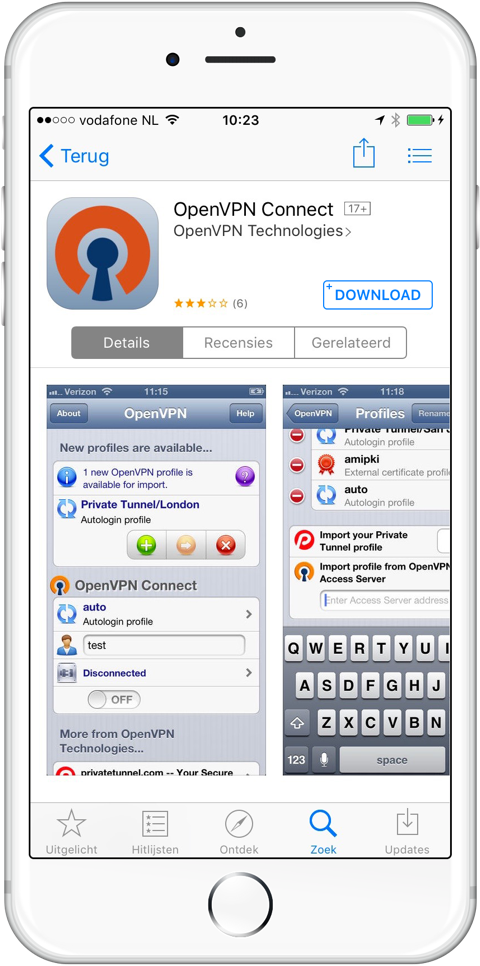 vodafone NL
10:23
Terug
OpenVPN Connect 17+
OpenVPN Technologies
(6)
+DOWNLOAD
Details
Recensies
Gerelateerd
Verizon 11:15
About
OpenVPN
Help
New profiles are available...
1 new OpenVPN profile is
available for import.
?
Private Tunnel/London
Autologin profile
OpenVPN Connect
auto
Autologin profile
test
Disconnected
OFF
More from OpenVPN
Technologies...
privatetunnel.com -- Your Secure
Verizon 11:18
OpenVPN
Profiles
Rename
Private Tunnel/San S
Autologin profile
amipki
External certificate profile
auto
Autologin profile
Import your Private
Tunnel profile
Import profile from OpenVPN
Access Server
Enter Access Server address
Q W E R T Y U I
A S D F G H J
Z X C V B N
123
space
Uitgelicht
Hitlijsten
Ontdek
Zoek
Updates